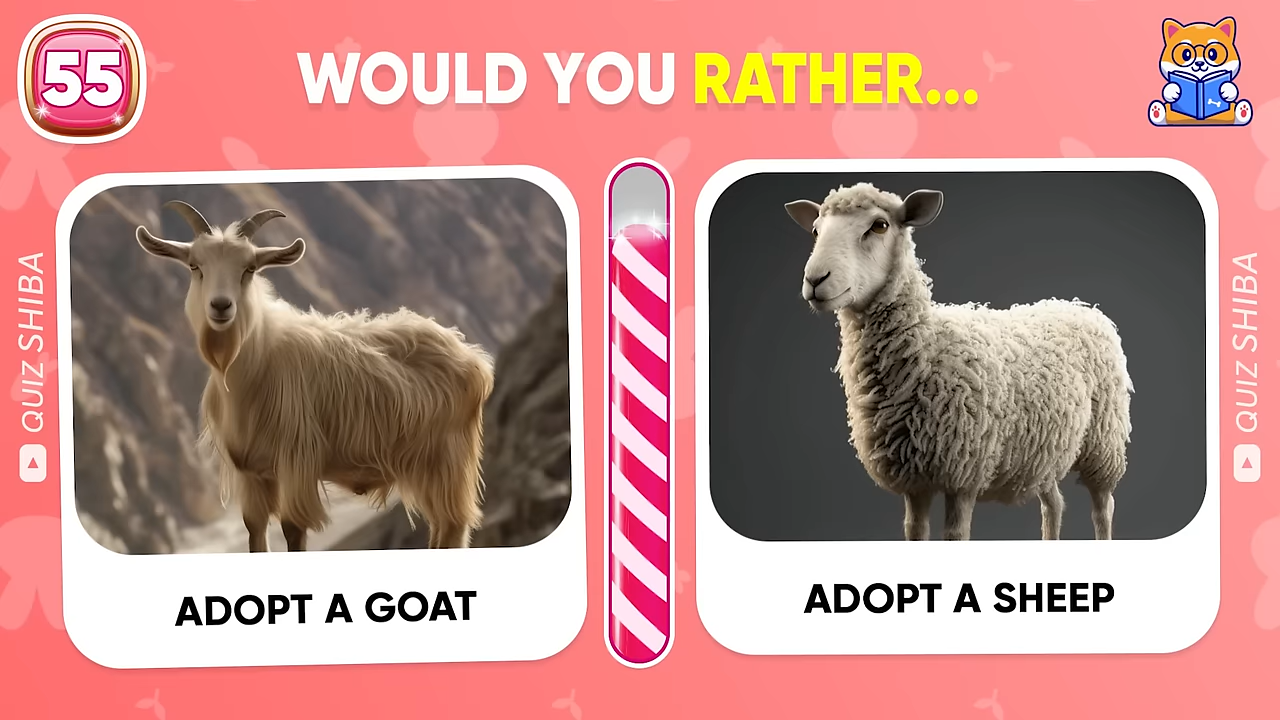 55
WOULD YOU RATHER...
QUIZ SHIBA
ADOPT A GOAT
ADOPT A SHEEP
QUIZ SHIBA